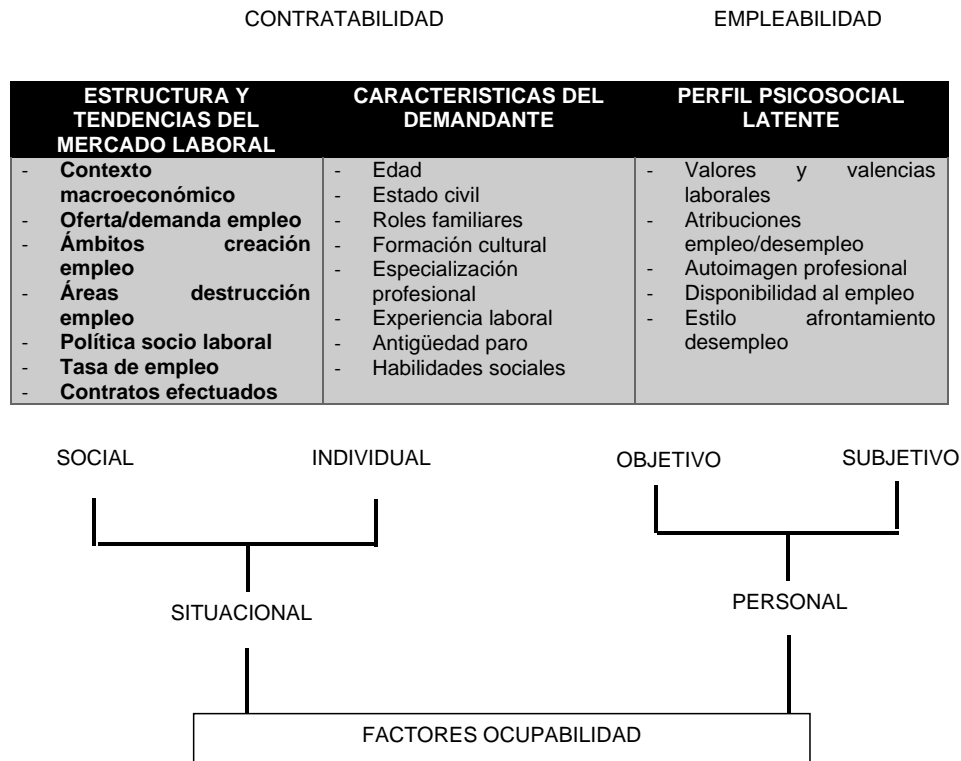 CONTRATABILIDAD EMPLEABILIDAD
ESTRUCTURA Y
TENDENCIAS DEL
MERCADO LABORAL
- Contexto
macroeconómico
- Oferta/demanda empleo
- Ámbitos creación
empleo
- Áreas destrucción
empleo
- Política socio laboral
- Tasa de empleo
- Contratos efectuados
CARACTERISTICAS DEL
DEMANDANTE
- Edad
- Estado civil
- Roles familiares
- Formación cultural
- Especialización
profesional
- Experiencia laboral
- Antigüedad paro
- Habilidades sociales
PERFIL PSICOSOCIAL
LATENTE
- Valores y valencias
laborales
- Atribuciones
empleo/desempleo
- Autoimagen profesional
- Disponibilidad al empleo
- Estilo afrontamiento
desempleo
SOCIAL INDIVIDUAL OBJETIVO SUBJETIVO
SITUACIONAL PERSONAL
FACTORES OCUPABILIDAD